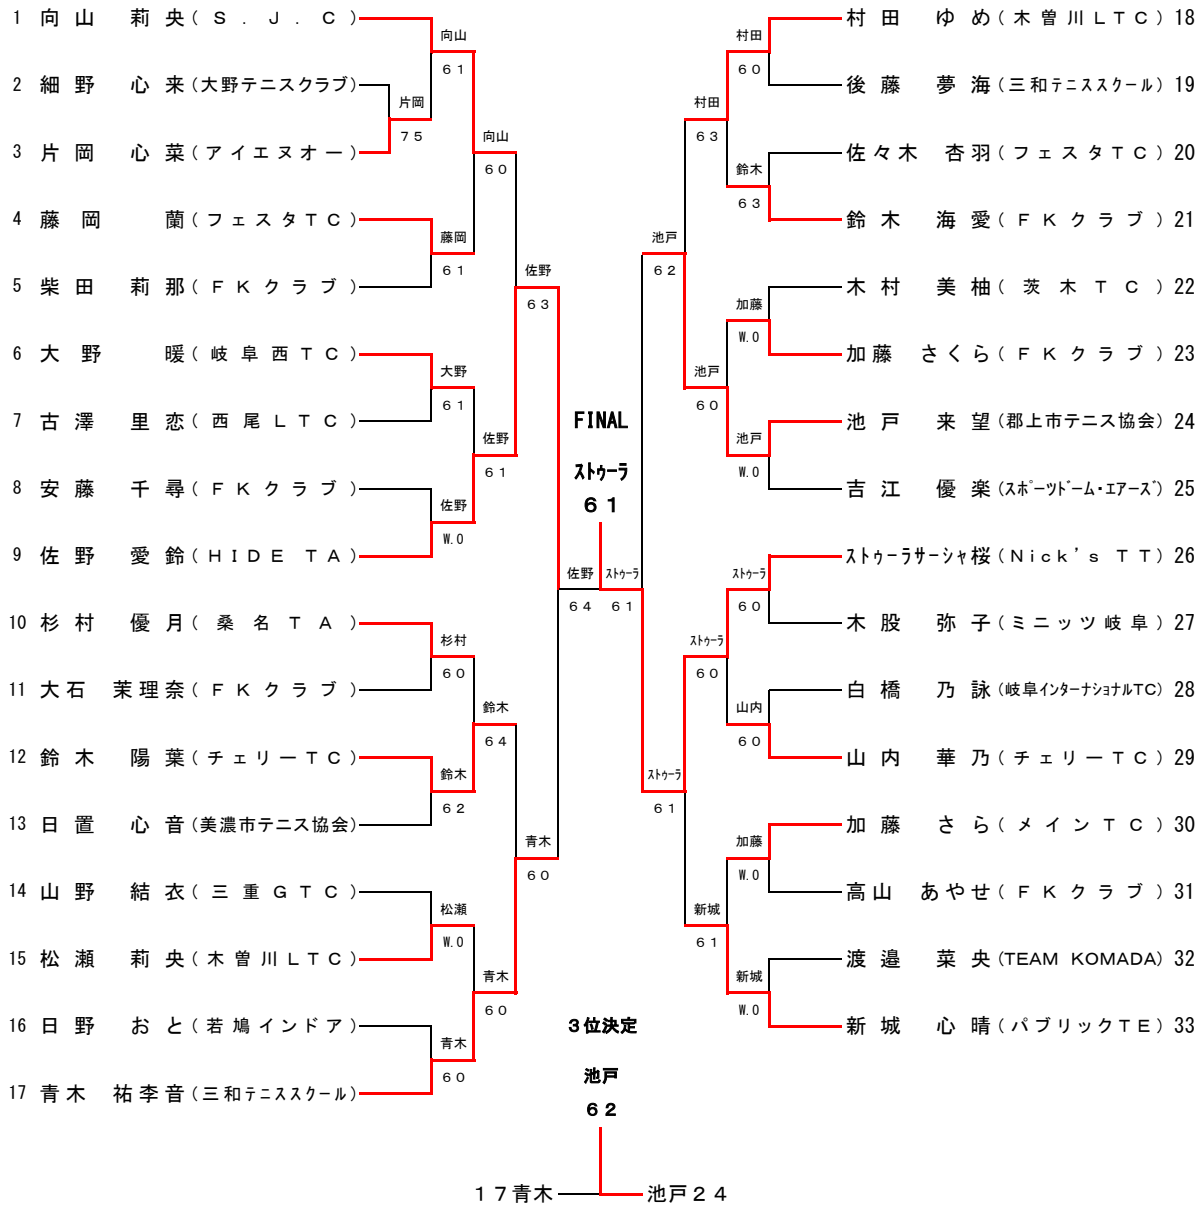 1 向山 莉央(S.J.C)
向山
61
2 細野 心来(大野テニスクラブ)
片岡
75
3 片岡 心菜(アイエヌオー)
向山
60
4 藤岡 蘭(フェスタTC)
藤岡
61
5 柴田 莉那(FKクラブ)
佐野
63
6 大野 暖(岐阜西TC)
大野
61
7 古澤 里恋(西尾LTC)
佐野
61
8 安藤 千尋(FKクラブ)
佐野
W.0
9 佐野 愛鈴(HIDE TA)
佐野
64
10 杉村 優月(桑名TA)
杉村
60
11 大石 茉理奈(FKクラブ)
鈴木
64
12 鈴木 陽葉(チェリーTC)
鈴木
62
13 日置 心音(美濃市テニス協会)
青木
60
14 山野 結衣(三重GTC)
松瀬
W.0
15 松瀬 莉央(木曽川LTC)
青木
60
16 日野 おと(若鳩インドア)
青木
60
17 青木 祐李音(三和テニススクール)
FINAL
ストゥーラ
61
村田 ゆめ(木曽川LTC) 18
村田
60
後藤 夢海(三和テニススクール) 19
村田
63
佐々木 杏羽(フェスタTC) 20
鈴木
63
鈴木 海愛(FKクラブ) 21
池戸
62
木村 美柚(茨木TC) 22
加藤
W.0
加藤 さくら(FKクラブ) 23
池戸
60
池戸 来望(郡上市テニス協会) 24
池戸
W.0
吉江 優楽(スポーツドーム・エアーズ) 25
ストゥーラ
61
ストゥーラサーシャ桜(Nick's TT) 26
ストゥーラ
60
木股 弥子(ミニッツ岐阜) 27
ストゥーラ
60
白橋 乃詠(岐阜インターナショナルTC) 28
山内
60
山内 華乃(チェリーTC) 29
ストゥーラ
61
加藤 さら(メインTC) 30
加藤
W.0
高山 あやせ(FKクラブ) 31
新城
61
渡邉 菜央(TEAM KOMADA) 32
新城
W.0
新城 心晴(パブリックTE) 33
3位決定
池戸
62
17青木 池戸24